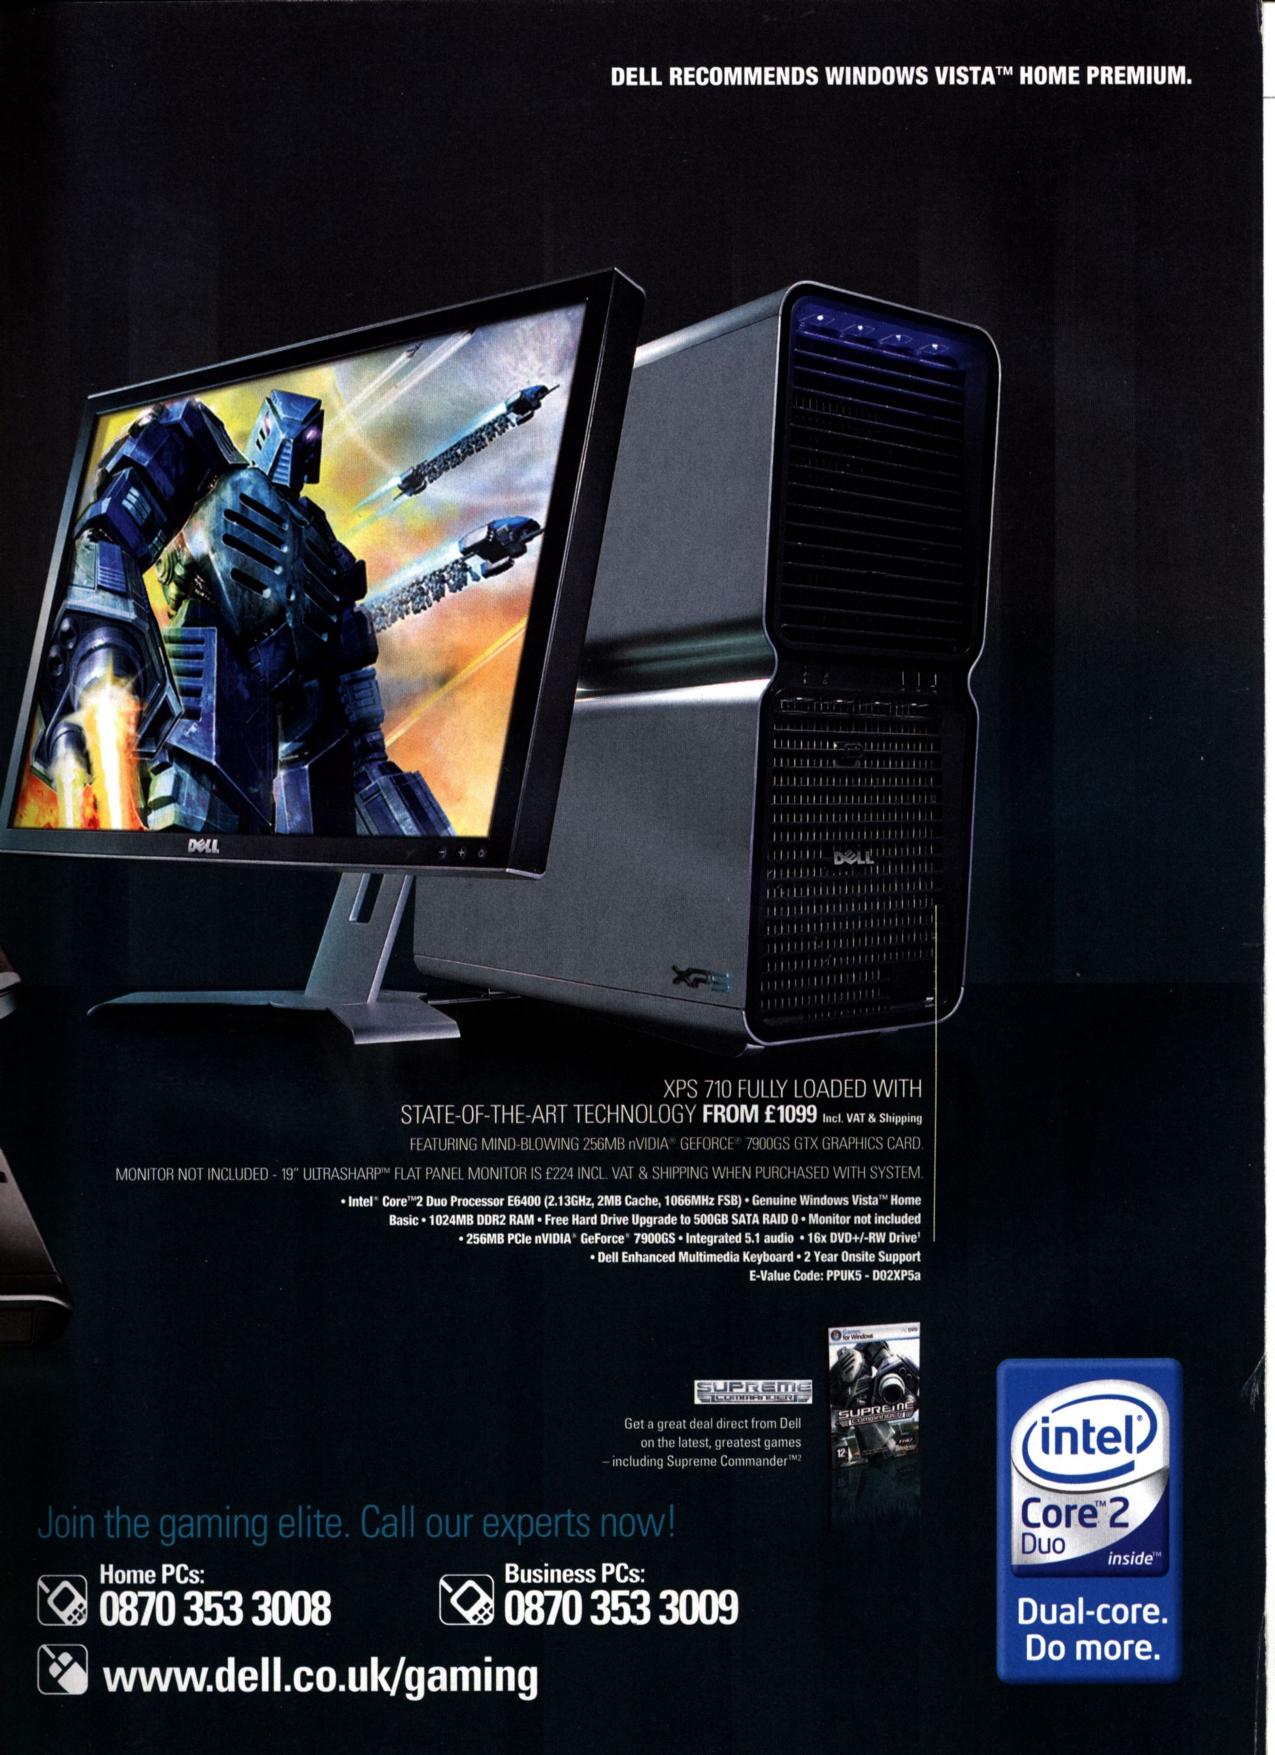 DELL RECOMMENDS WINDOWS VISTA™ HOME PREMIUM.
DELL
DELL
XPS
XPS 710 FULLY LOADED WITH
STATE-OF-THE-ART TECHNOLOGY FROM £1099 Incl. VAT & Shipping
FEATURING MIND-BLOWING 256MB nVIDIA® GEFORCE® 7900GS GTX GRAPHICS CARD.
MONITOR NOT INCLUDED - 19" ULTRASHARP™ FLAT PANEL MONITOR IS £224 INCL. VAT & SHIPPING WHEN PURCHASED WITH SYSTEM.
• Intel® Core™2 Duo Processor E6400 (2.13GHz, 2MB Cache, 1066MHz FSB) • Genuine Windows Vista™ Home
Basic • 1024MB DDR2 RAM • Free Hard Drive Upgrade to 500GB SATA RAID 0 • Monitor not included
• 256MB PCIe nVIDIA® GeForce® 7900GS • Integrated 5.1 audio • 16x DVD+/-RW Drive¹
• Dell Enhanced Multimedia Keyboard • 2 Year Onsite Support
E-Value Code: PPUK5 - D02XP5a
SUPREME
COMMANDER
Get a great deal direct from Dell
on the latest, greatest games
– including Supreme Commander™²
Games
for Windows
SUPREME
COMMANDER
12+
intel®
Core™2
Duo
inside™
Dual-core.
Do more.
Join the gaming elite. Call our experts now!
Home PCs:
0870 353 3008
Business PCs:
0870 353 3009
www.dell.co.uk/gaming